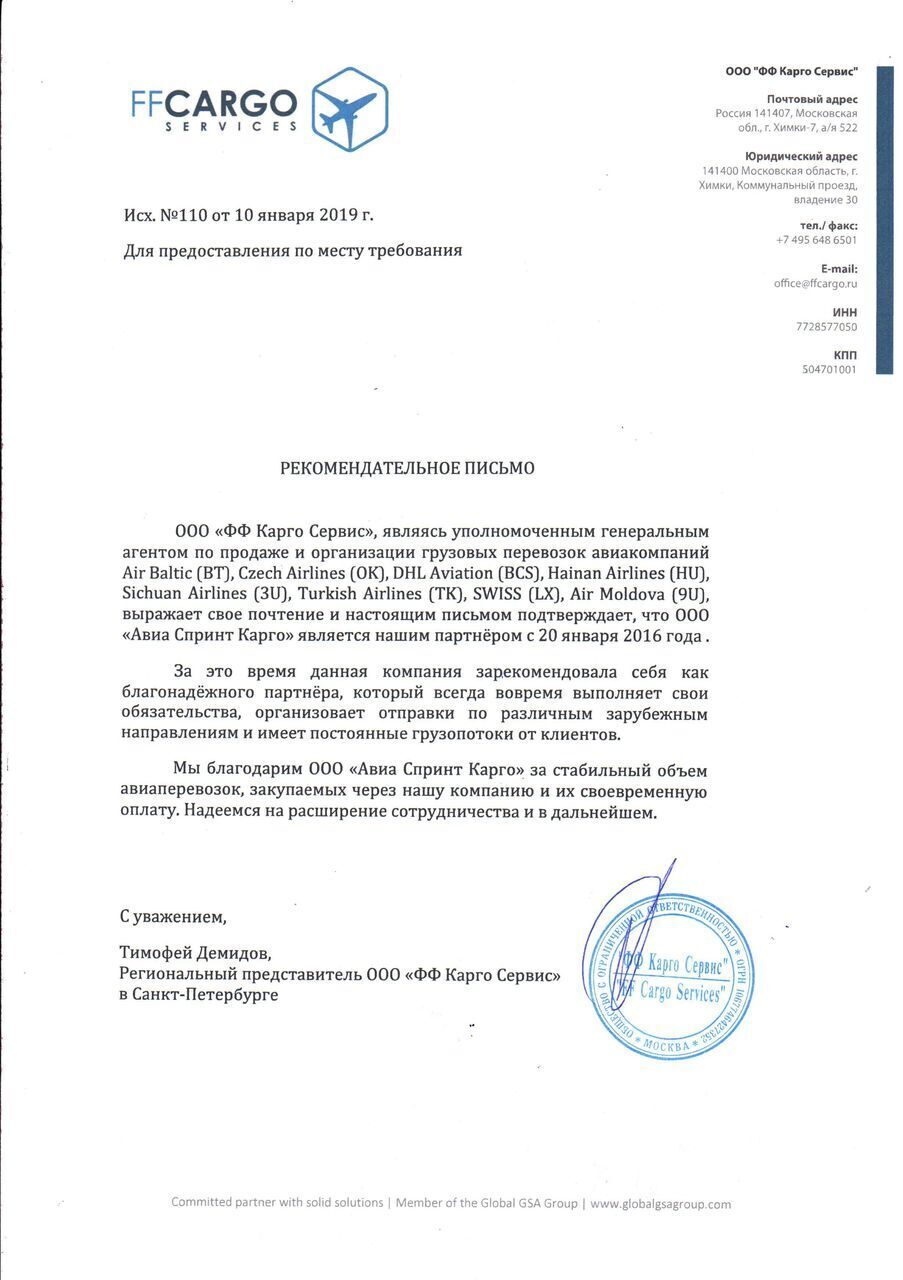 FFCARGO
SERVICES
ООО "ФФ Карго Сервис"
Почтовый адрес
Россия 141407, Московская
обл., г. Химки-7, а/я 522
Юридический адрес
141400 Московская область, г.
Химки, Коммунальный проезд,
владение 30
тел./ факс:
+7 495 648 6501
E-mail:
office@ffcargo.ru
ИНН
7728577050
КПП
504701001
Исх. №110 от 10 января 2019 г.
Для предоставления по месту требования
РЕКОМЕНДАТЕЛЬНОЕ ПИСЬМО
ООО «ФФ Карго Сервис», являясь уполномоченным генеральным
агентом по продаже и организации грузовых перевозок авиакомпаний
Air Baltic (BT), Czech Airlines (OK), DHL Aviation (BCS), Hainan Airlines (HU),
Sichuan Airlines (3U), Turkish Airlines (TK), SWISS (LX), Air Moldova (9U),
выражает свое почтение и настоящим письмом подтверждает, что ООО
«Авиа Спринт Карго» является нашим партнёром с 20 января 2016 года .
За это время данная компания зарекомендовала себя как
благонадёжного партнёра, который всегда вовремя выполняет свои
обязательства, организовает отправки по различным зарубежным
направлениям и имеет постоянные грузопотоки от клиентов.
Мы благодарим ООО «Авиа Спринт Карго» за стабильный объем
авиаперевозок, закупаемых через нашу компанию и их своевременную
оплату. Надеемся на расширение сотрудничества и в дальнейшем.
С уважением,
Тимофей Демидов,
Региональный представитель ООО «ФФ Карго Сервис»
в Санкт-Петербурге
ОБЩЕСТВО С ОГРАНИЧЕННОЙ ОТВЕТСТВЕННОСТЬЮ * ОГРН 1067746427352 * МОСКВА *
"ФФ Карго Сервис"
"FF Cargo Services"
Committed partner with solid solutions | Member of the Global GSA Group | www.globalgsagroup.com